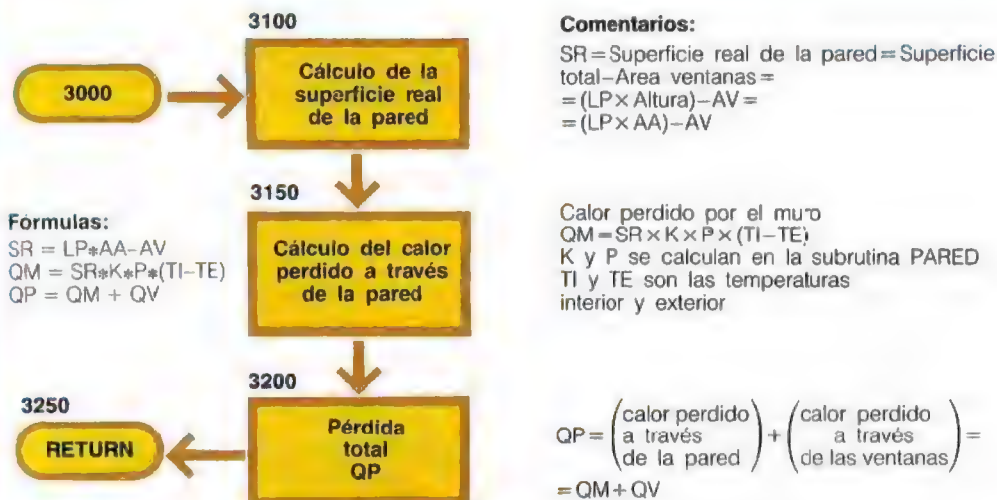 3100
3000
Cálculo de la
superficie real
de la pared
Comentarios:
SR=Superficie real de la pared=Superficie
total–Area ventanas=
=(LP×Altura)–AV=
=(LP×AA)–AV
3150
Fórmulas:
SR = LP*AA–AV
QM = SR*K*P*(TI–TE)
QP = QM + QV
Cálculo del calor
perdido a través
de la pared
Calor perdido por el muro
QM=SR×K×P×(TI–TE)
K y P se calculan en la subrutina PARED
TI y TE son las temperaturas
interior y exterior
3200
3250
RETURN
Pérdida
total
QP
QP=(calor perdido a través de la pared)+(calor perdido a través de las ventanas)=
=QM+QV